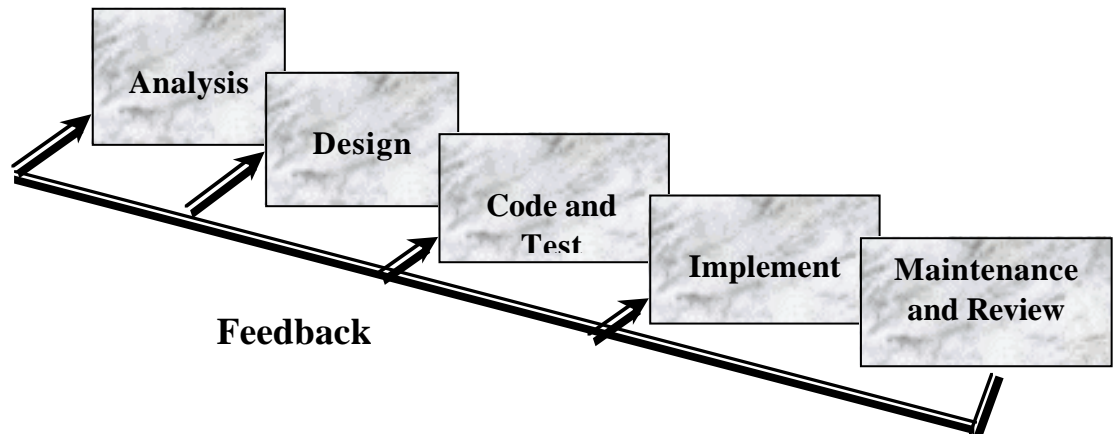 Analysis
Design
Code and
Test
Implement
Maintenance
and Review
Feedback